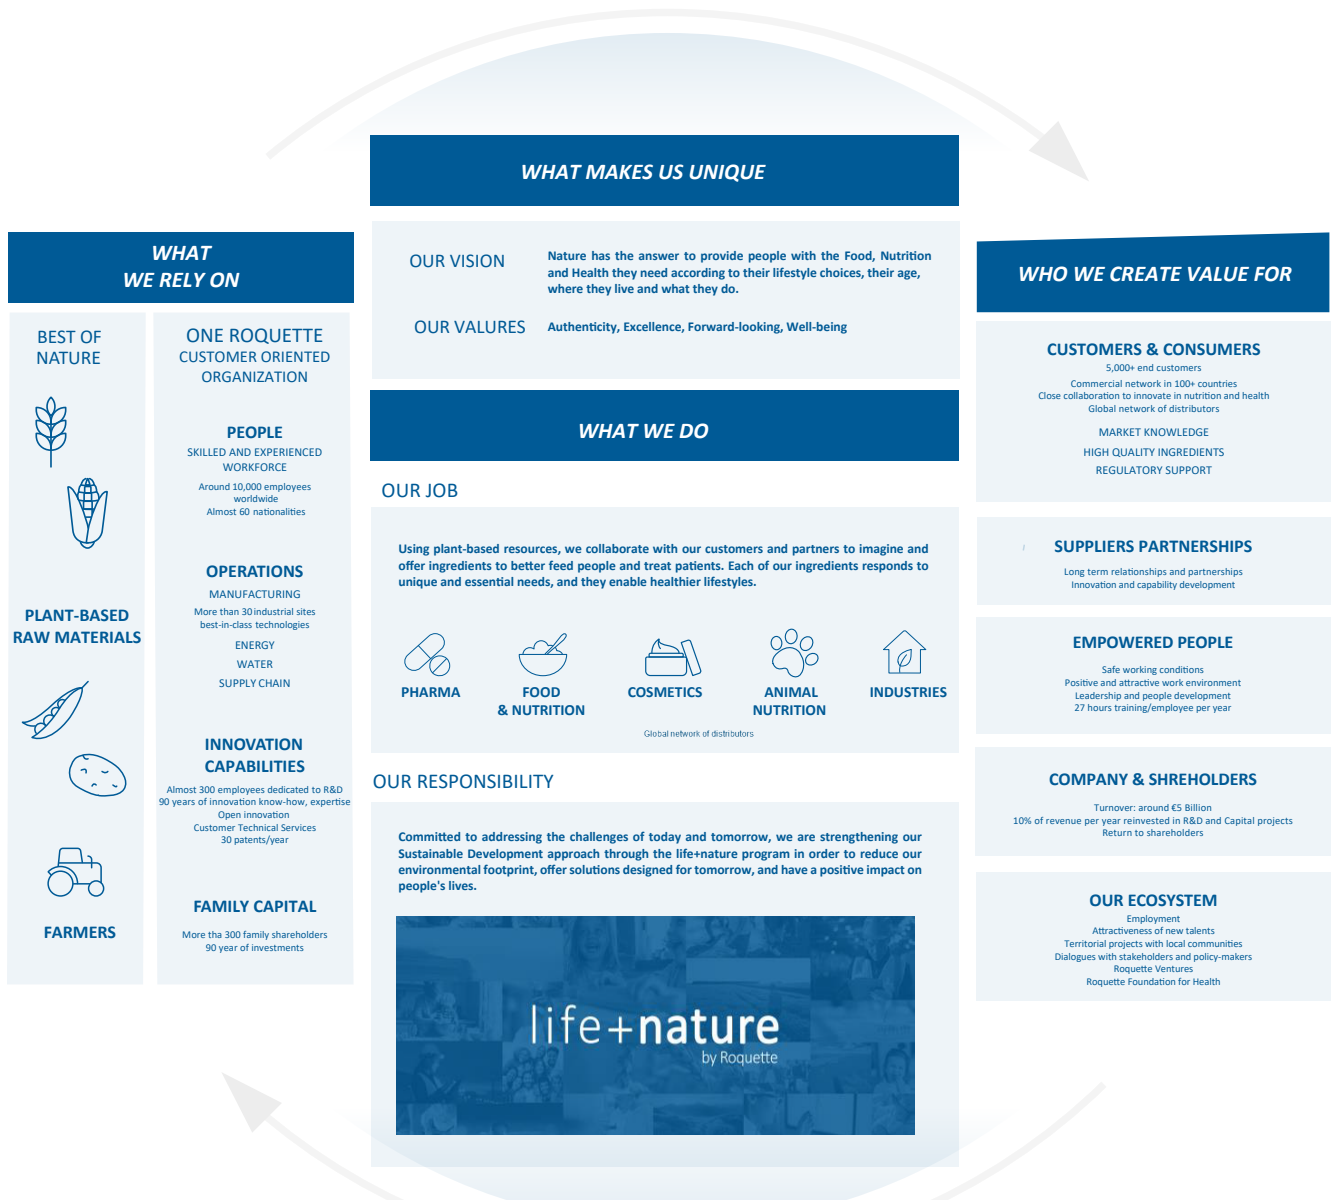 WHAT
WE RELY ON
BEST OF
NATURE
PLANT-BASED
RAW MATERIALS
FARMERS
ONE ROQUETTE
CUSTOMER ORIENTED
ORGANIZATION
PEOPLE
SKILLED AND EXPERIENCED
WORKFORCE
Around 10,000 employees
worldwide
Almost 60 nationalities
OPERATIONS
MANUFACTURING
More than 30 industrial sites
best-in-class technologies
ENERGY
WATER
SUPPLY CHAIN
INNOVATION
CAPABILITIES
Almost 300 employees dedicated to R&D
90 years of innovation know-how, expertise
Open innovation
Customer Technical Services
30 patents/year
FAMILY CAPITAL
More tha 300 family shareholders
90 year of investments
WHAT MAKES US UNIQUE
OUR VISION
Nature has the answer to provide people with the Food, Nutrition
and Health they need according to their lifestyle choices, their age,
where they live and what they do.
OUR VALURES
Authenticity, Excellence, Forward-looking, Well-being
WHAT WE DO
OUR JOB
Using plant-based resources, we collaborate with our customers and partners to imagine and
offer ingredients to better feed people and treat patients. Each of our ingredients responds to
unique and essential needs, and they enable healthier lifestyles.
PHARMA
FOOD
& NUTRITION
COSMETICS
ANIMAL
NUTRITION
INDUSTRIES
Global network of distributors
OUR RESPONSIBILITY
Committed to addressing the challenges of today and tomorrow, we are strengthening our
Sustainable Development approach through the life+nature program in order to reduce our
environmental footprint, offer solutions designed for tomorrow, and have a positive impact on
people's lives.
life+nature
by Roquette
WHO WE CREATE VALUE FOR
CUSTOMERS & CONSUMERS
5,000+ end customers
Commercial network in 100+ countries
Close collaboration to innovate in nutrition and health
Global network of distributors
MARKET KNOWLEDGE
HIGH QUALITY INGREDIENTS
REGULATORY SUPPORT
SUPPLIERS PARTNERSHIPS
Long term relationships and partnerships
Innovation and capability development
EMPOWERED PEOPLE
Safe working conditions
Positive and attractive work environment
Leadership and people development
27 hours training/employee per year
COMPANY & SHREHOLDERS
Turnover: around €5 Billion
10% of revenue per year reinvested in R&D and Capital projects
Return to shareholders
OUR ECOSYSTEM
Employment
Attractiveness of new talents
Territorial projects with local communities
Dialogues with stakeholders and policy-makers
Roquette Ventures
Roquette Foundation for Health